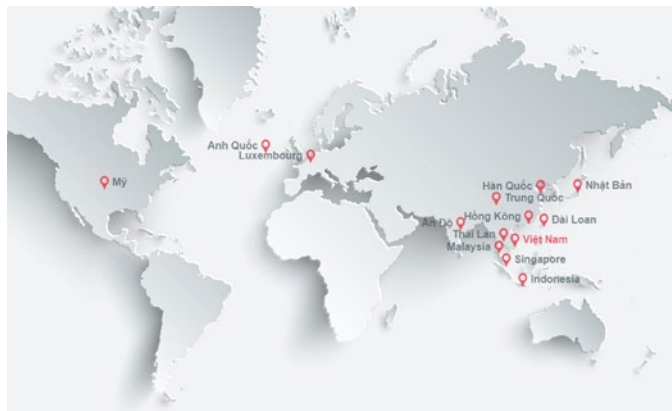 Anh Quốc
Luxembourg
Mỹ
Hàn Quốc
Nhật Bản
Trung Quốc
Hồng Kông
Đài Loan
Ấn Độ
Thái Lan
Việt Nam
Malaysia
Singapore
Indonesia